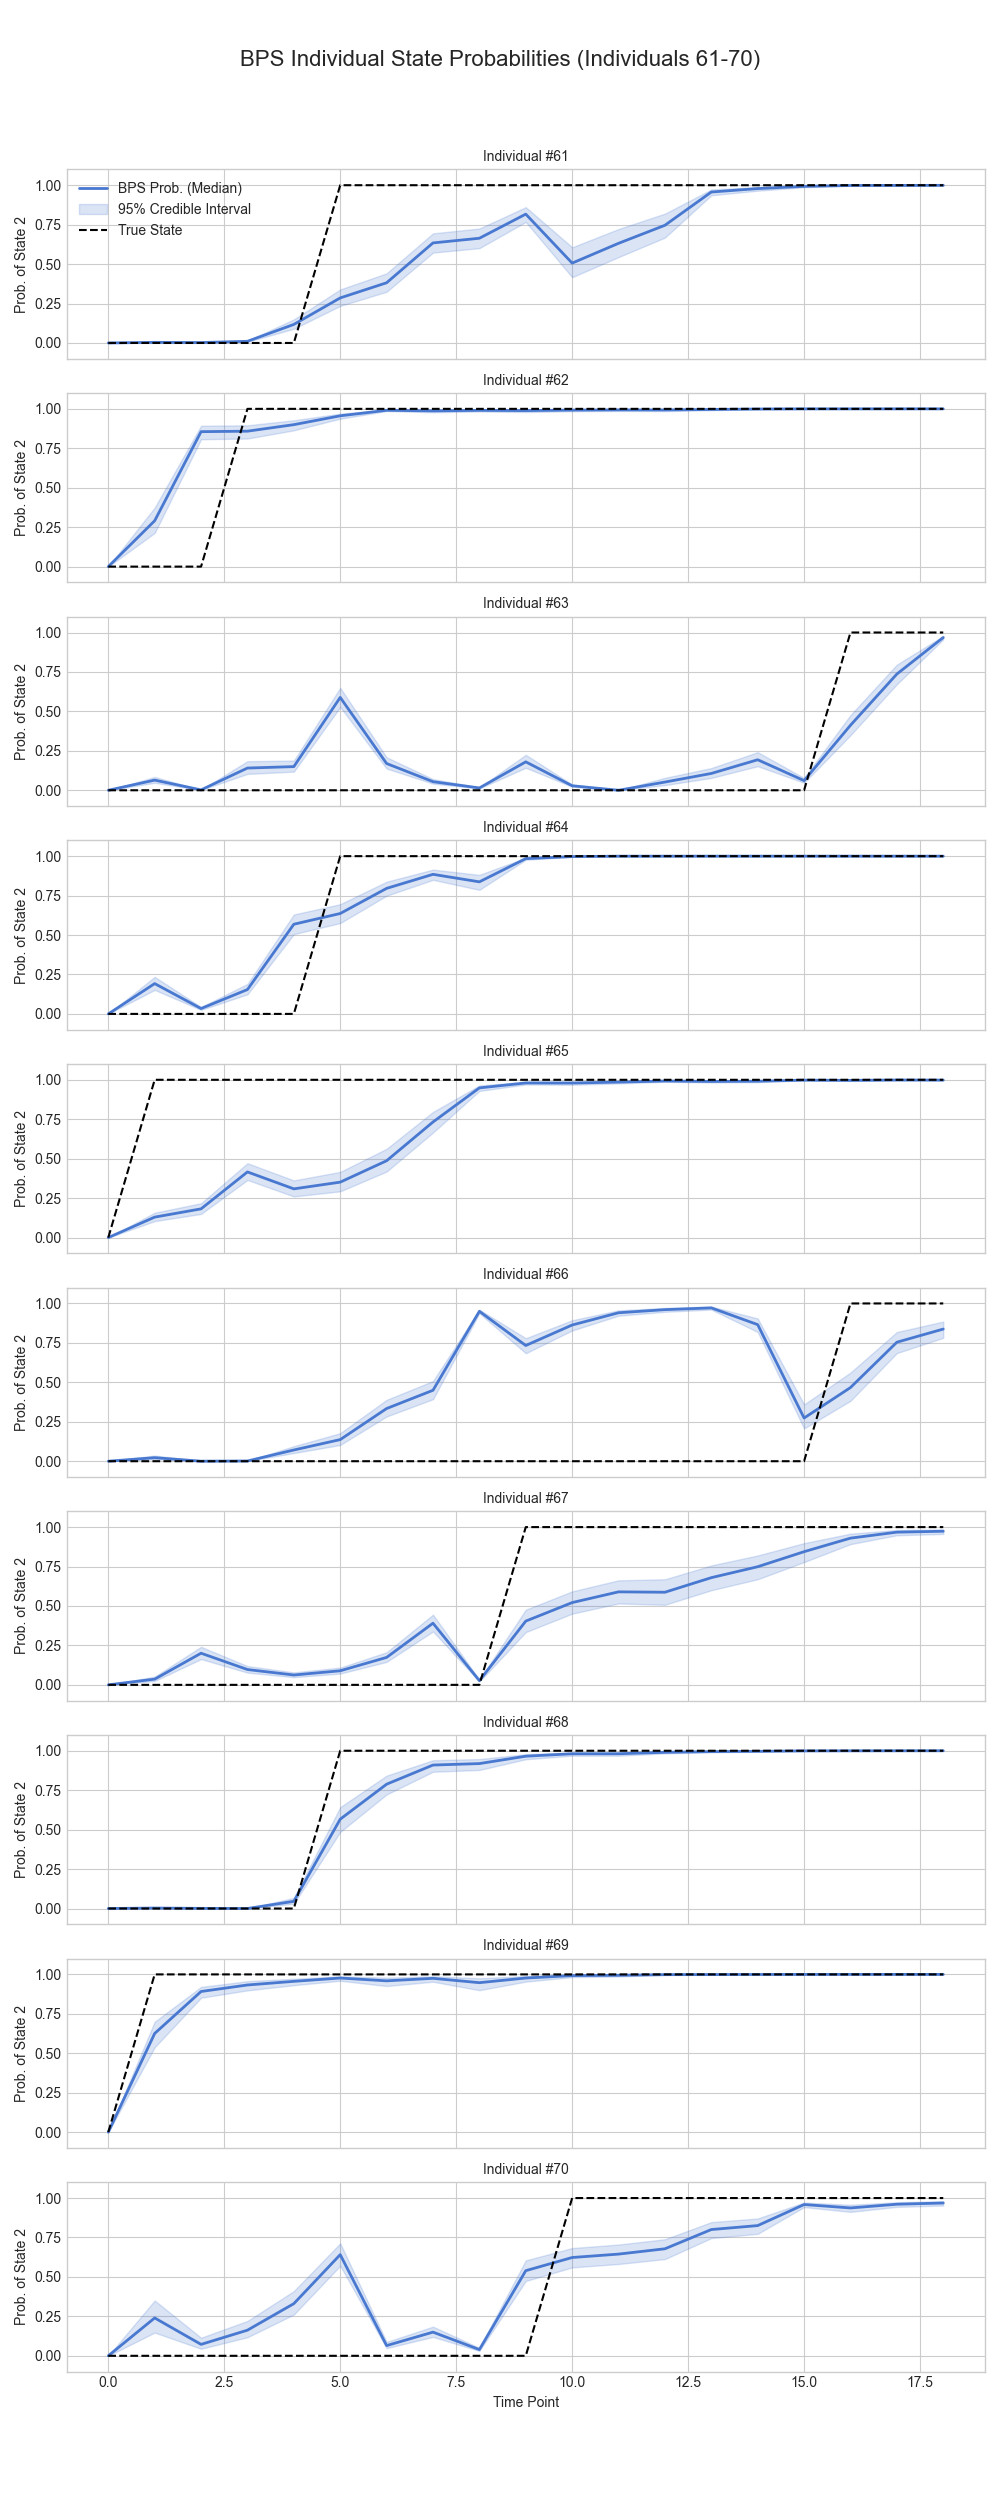 BPS Individual State Probabilities (Individuals 61-70)
Individual #61
Prob. of State 2
1.00
0.75
0.50
0.25
0.00
BPS Prob. (Median)
95% Credible Interval
True State
Individual #62
Prob. of State 2
1.00
0.75
0.50
0.25
0.00
Individual #63
Prob. of State 2
1.00
0.75
0.50
0.25
0.00
Individual #64
Prob. of State 2
1.00
0.75
0.50
0.25
0.00
Individual #65
Prob. of State 2
1.00
0.75
0.50
0.25
0.00
Individual #66
Prob. of State 2
1.00
0.75
0.50
0.25
0.00
Individual #67
Prob. of State 2
1.00
0.75
0.50
0.25
0.00
Individual #68
Prob. of State 2
1.00
0.75
0.50
0.25
0.00
Individual #69
Prob. of State 2
1.00
0.75
0.50
0.25
0.00
Individual #70
Prob. of State 2
1.00
0.75
0.50
0.25
0.00
0.0 2.5 5.0 7.5 10.0 12.5 15.0 17.5
Time Point